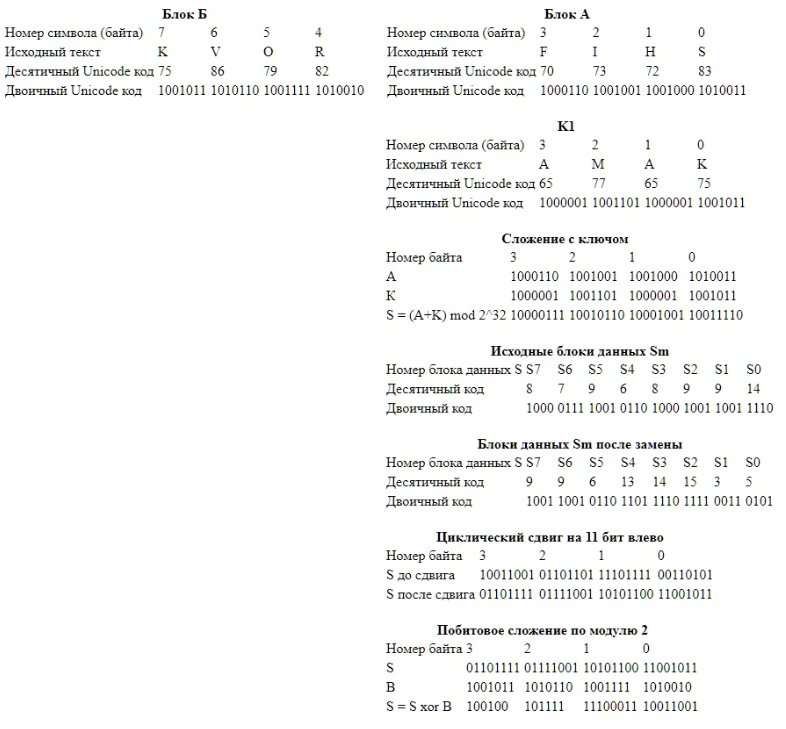 Блок Б
Номер символа (байта) 7 6 5 4
Исходный текст K V O R
Десятичный Unicode код 75 86 79 82
Двоичный Unicode код 1001011 1010110 1001111 1010010
Блок А
Номер символа (байта) 3 2 1 0
Исходный текст F I H S
Десятичный Unicode код 70 73 72 83
Двоичный Unicode код 1000110 1001001 1001000 1010011
K1
Номер символа (байта) 3 2 1 0
Исходный текст A M A K
Десятичный Unicode код 65 77 65 75
Двоичный Unicode код 1000001 1001101 1000001 1001011
Сложение с ключом
Номер байта 3 2 1 0
А 1000110 1001001 1001000 1010011
К 1000001 1001101 1000001 1001011
S = (A+K) mod 2^32 10000111 10010110 10001001 10011110
Исходные блоки данных Sm
Номер блока данных S S7 S6 S5 S4 S3 S2 S1 S0
Десятичный код 8 7 9 6 8 9 9 14
Двоичный код 1000 0111 1001 0110 1000 1001 1001 1110
Блоки данных Sm после замены
Номер блока данных S S7 S6 S5 S4 S3 S2 S1 S0
Десятичный код 9 9 6 13 14 15 3 5
Двоичный код 1001 1001 0110 1101 1110 1111 0011 0101
Циклический сдвиг на 11 бит влево
Номер байта 3 2 1 0
S до сдвига 10011001 01101101 11101111 00110101
S после сдвига 01101111 01111001 10101100 11001011
Побитовое сложение по модулю 2
Номер байта 3 2 1 0
S 01101111 01111001 10101100 11001011
В 1001011 1010110 1001111 1010010
S = S xor B 100100 101111 11100011 10011001